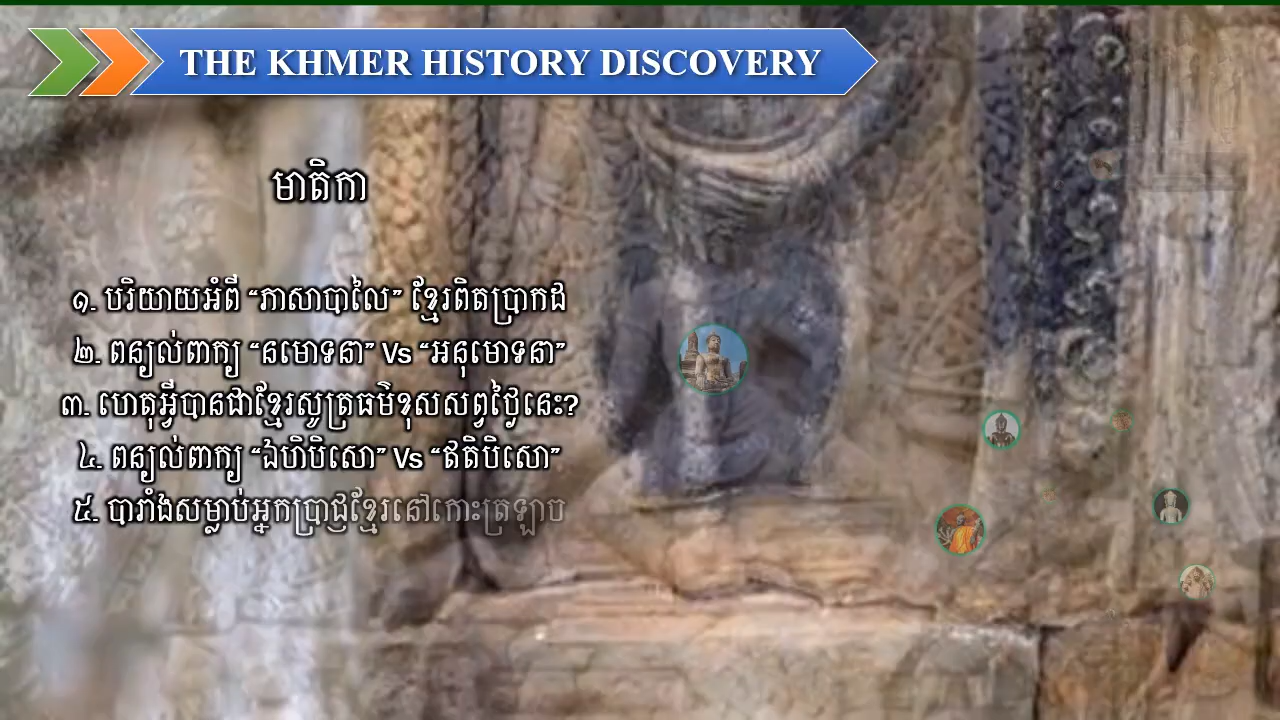 THE KHMER HISTORY DISCOVERY
មាតិកា
១. បរិយាយអំពី “ភាសាបាលៃ” ខ្មែរពិតប្រាកដ
២. ពន្យល់ពាក្យ “នមោទនា” Vs “អនុមោទនា”
៣. ហេតុអ្វីបានជាខ្មែរសូត្រធម៌ខុសសព្វថ្ងៃនេះ?
៤. ពន្យល់ពាក្យ “ឯហិបិសោ” Vs “ឥតិបិសោ”
៥. បារាំងសម្លាប់អ្នកប្រាជ្ញខ្មែរនៅកោះត្រឡាច